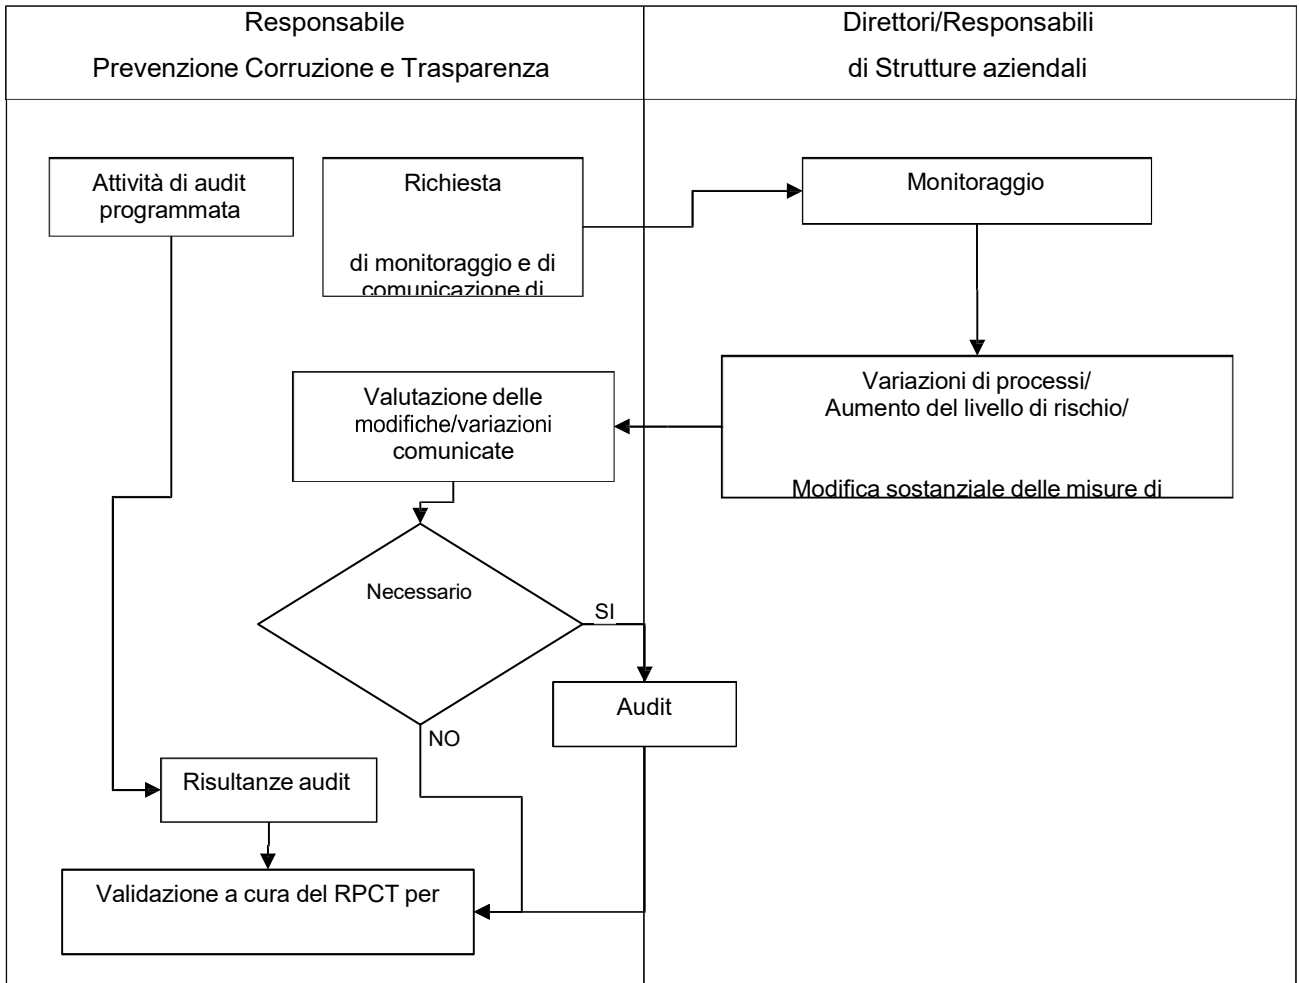 Responsabile
Prevenzione Corruzione e Trasparenza
Direttori/Responsabili
di Strutture aziendali
Attività di audit
programmata
Richiesta
di monitoraggio e di
comunicazione di
Monitoraggio
Valutazione delle
modifiche/variazioni
comunicate
Variazioni di processi/
Aumento del livello di rischio/
Modifica sostanziale delle misure di
Necessario
SI
Audit
NO
Risultanze audit
Validazione a cura del RPCT per